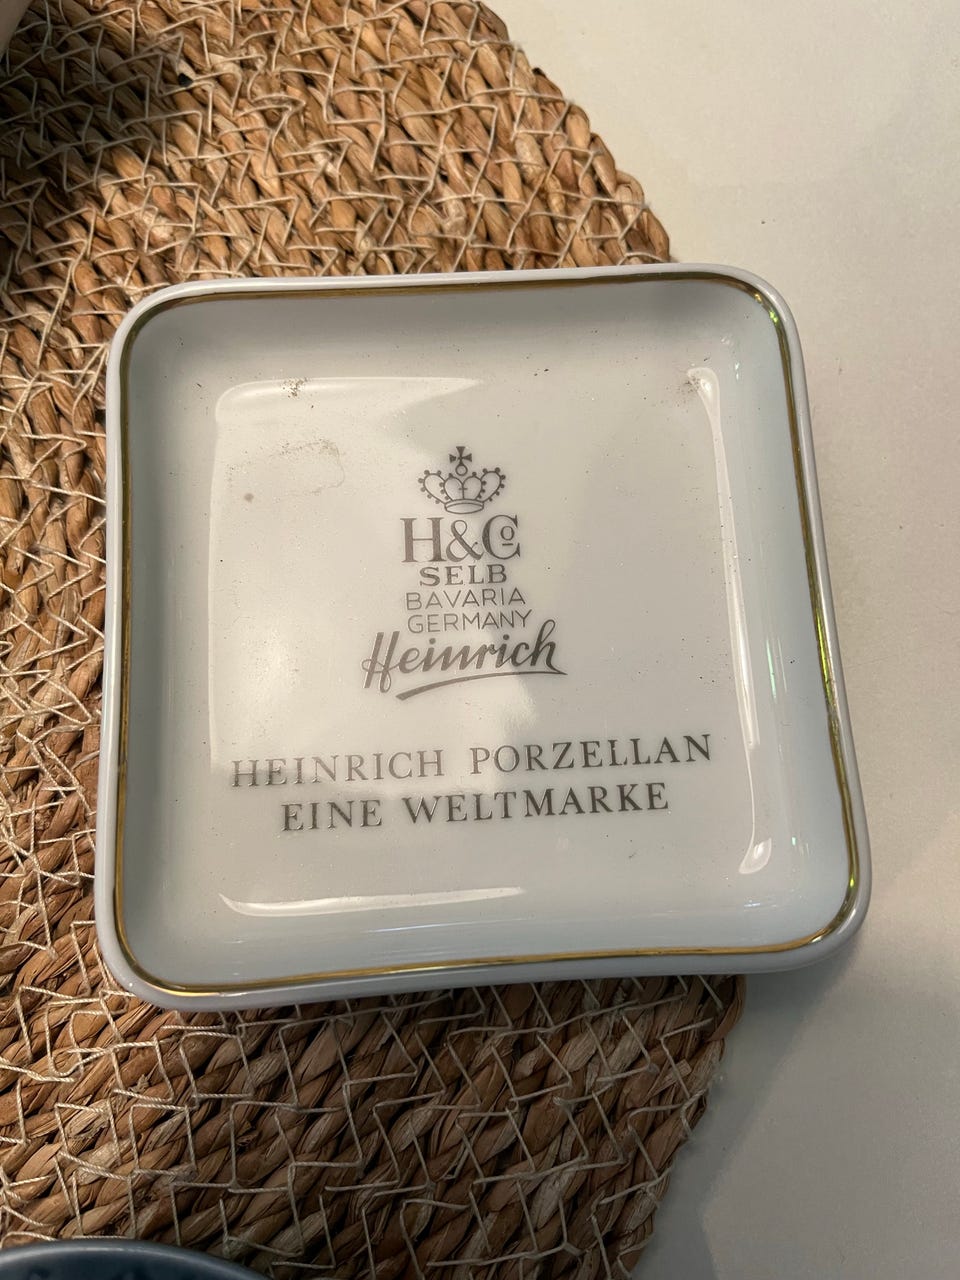 H&Co
SELB
BAVARIA
GERMANY
Heinrich
HEINRICH PORZELLAN
EINE WELTMARKE